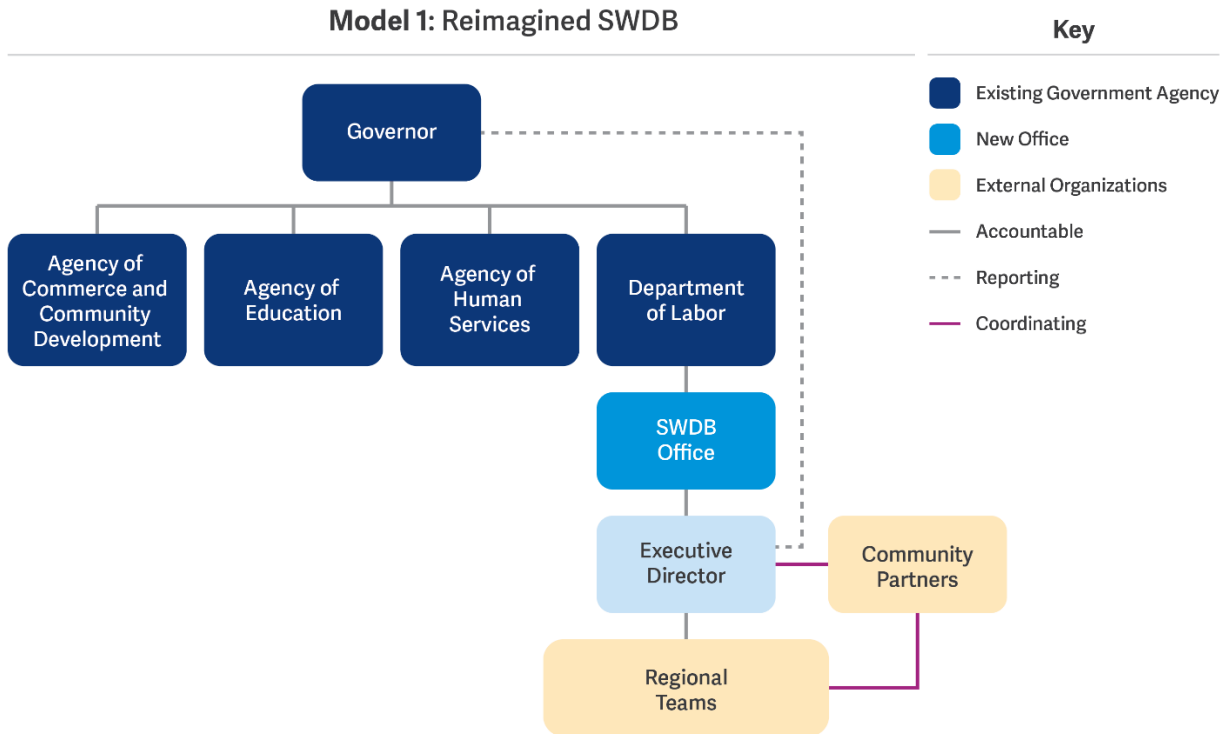 Model 1: Reimagined SWDB
Key
Existing Government Agency
New Office
External Organizations
Accountable
Reporting
Coordinating
Governor
Agency of
Commerce and
Community
Development
Agency of
Education
Agency of
Human
Services
Department
of Labor
SWDB
Office
Executive
Director
Community
Partners
Regional
Teams